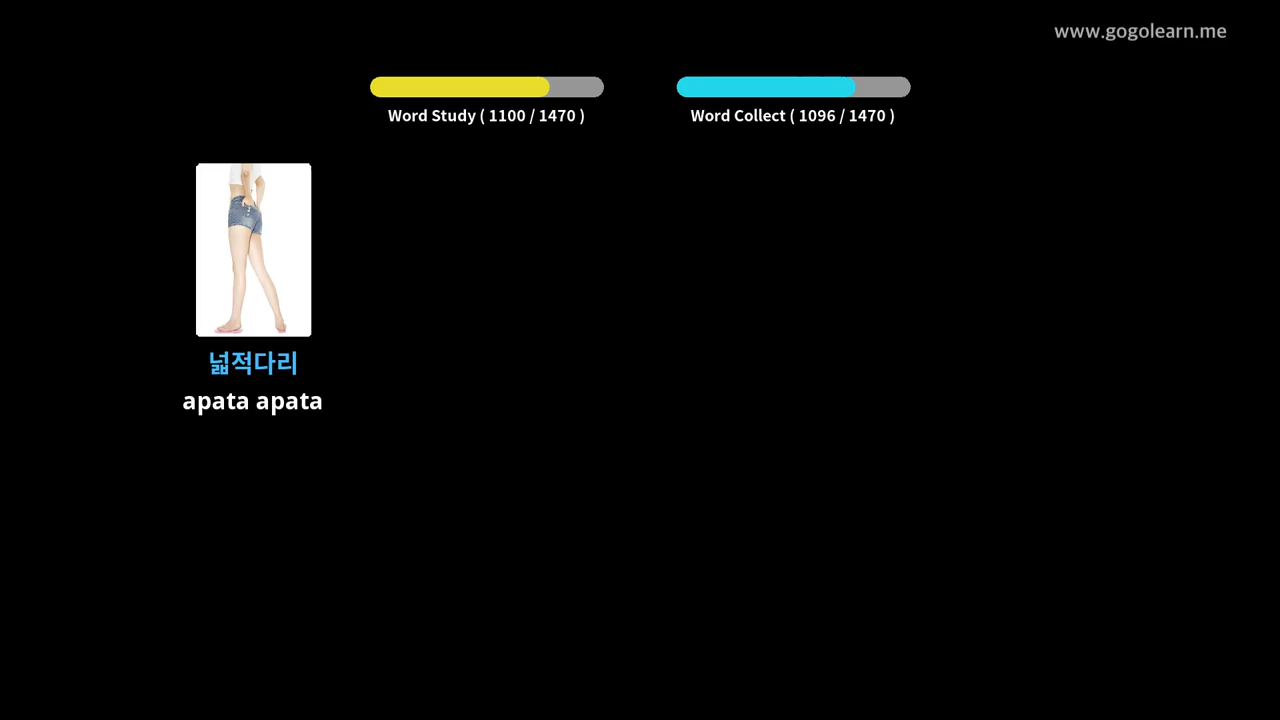 www.gogolearn.me
Word Study ( 1100 / 1470 )
Word Collect ( 1096 / 1470 )
넓적다리
apata apata